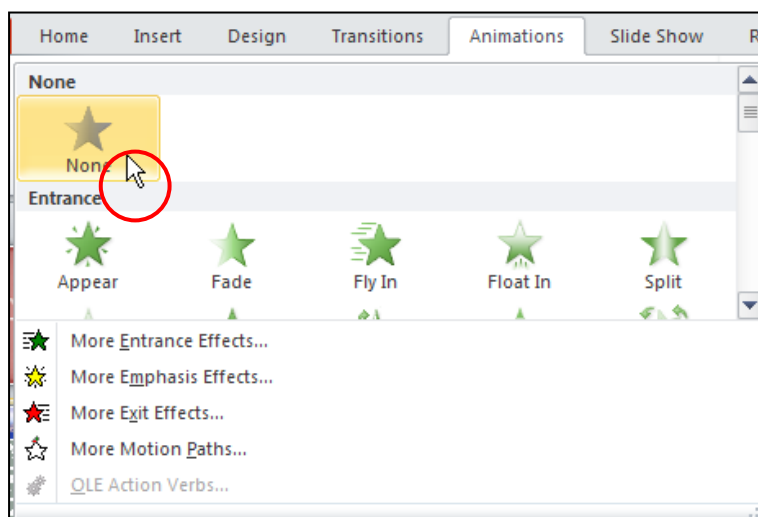 Home Insert Design Transitions Animations Slide Show R
None
None
Entrance
Appear Fade Fly In Float In Split
More Entrance Effects...
More Emphasis Effects...
More Exit Effects...
More Motion Paths...
OLE Action Verbs...